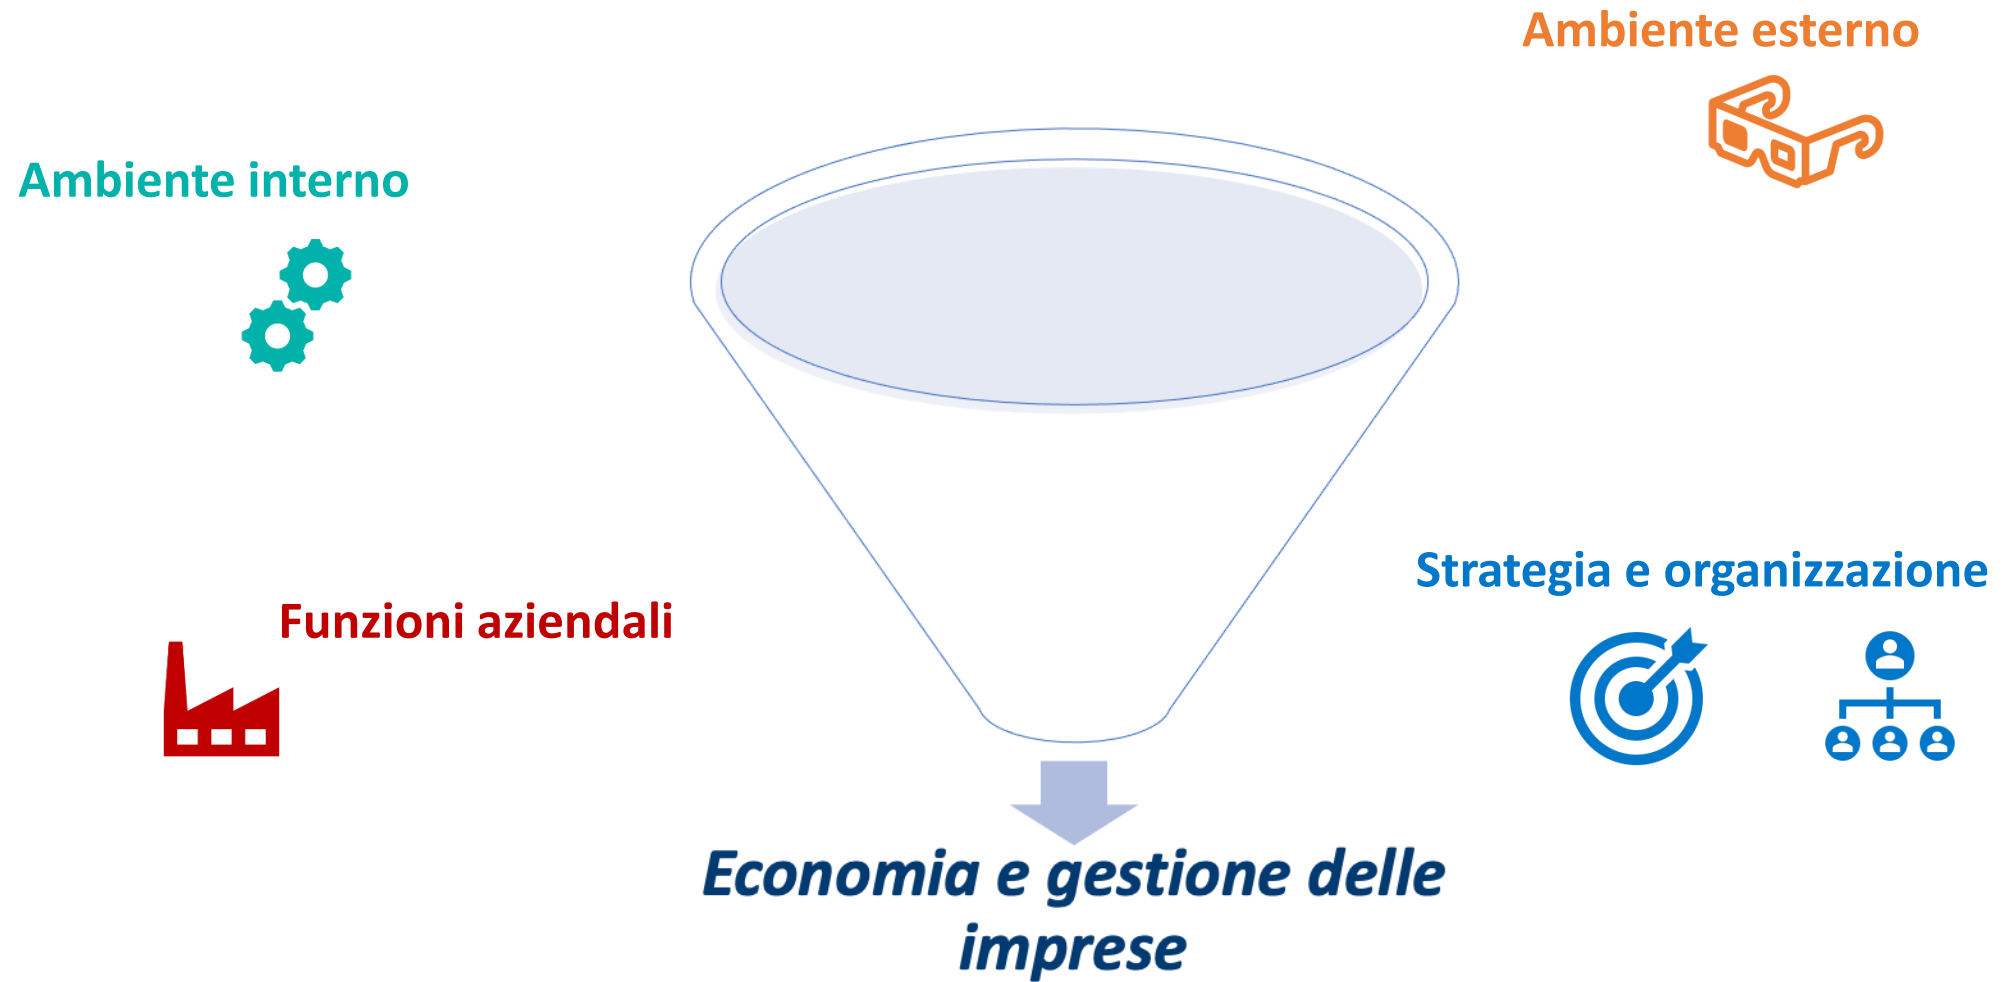 Ambiente esterno
Ambiente interno
Strategia e organizzazione
Funzioni aziendali
Economia e gestione delle
imprese